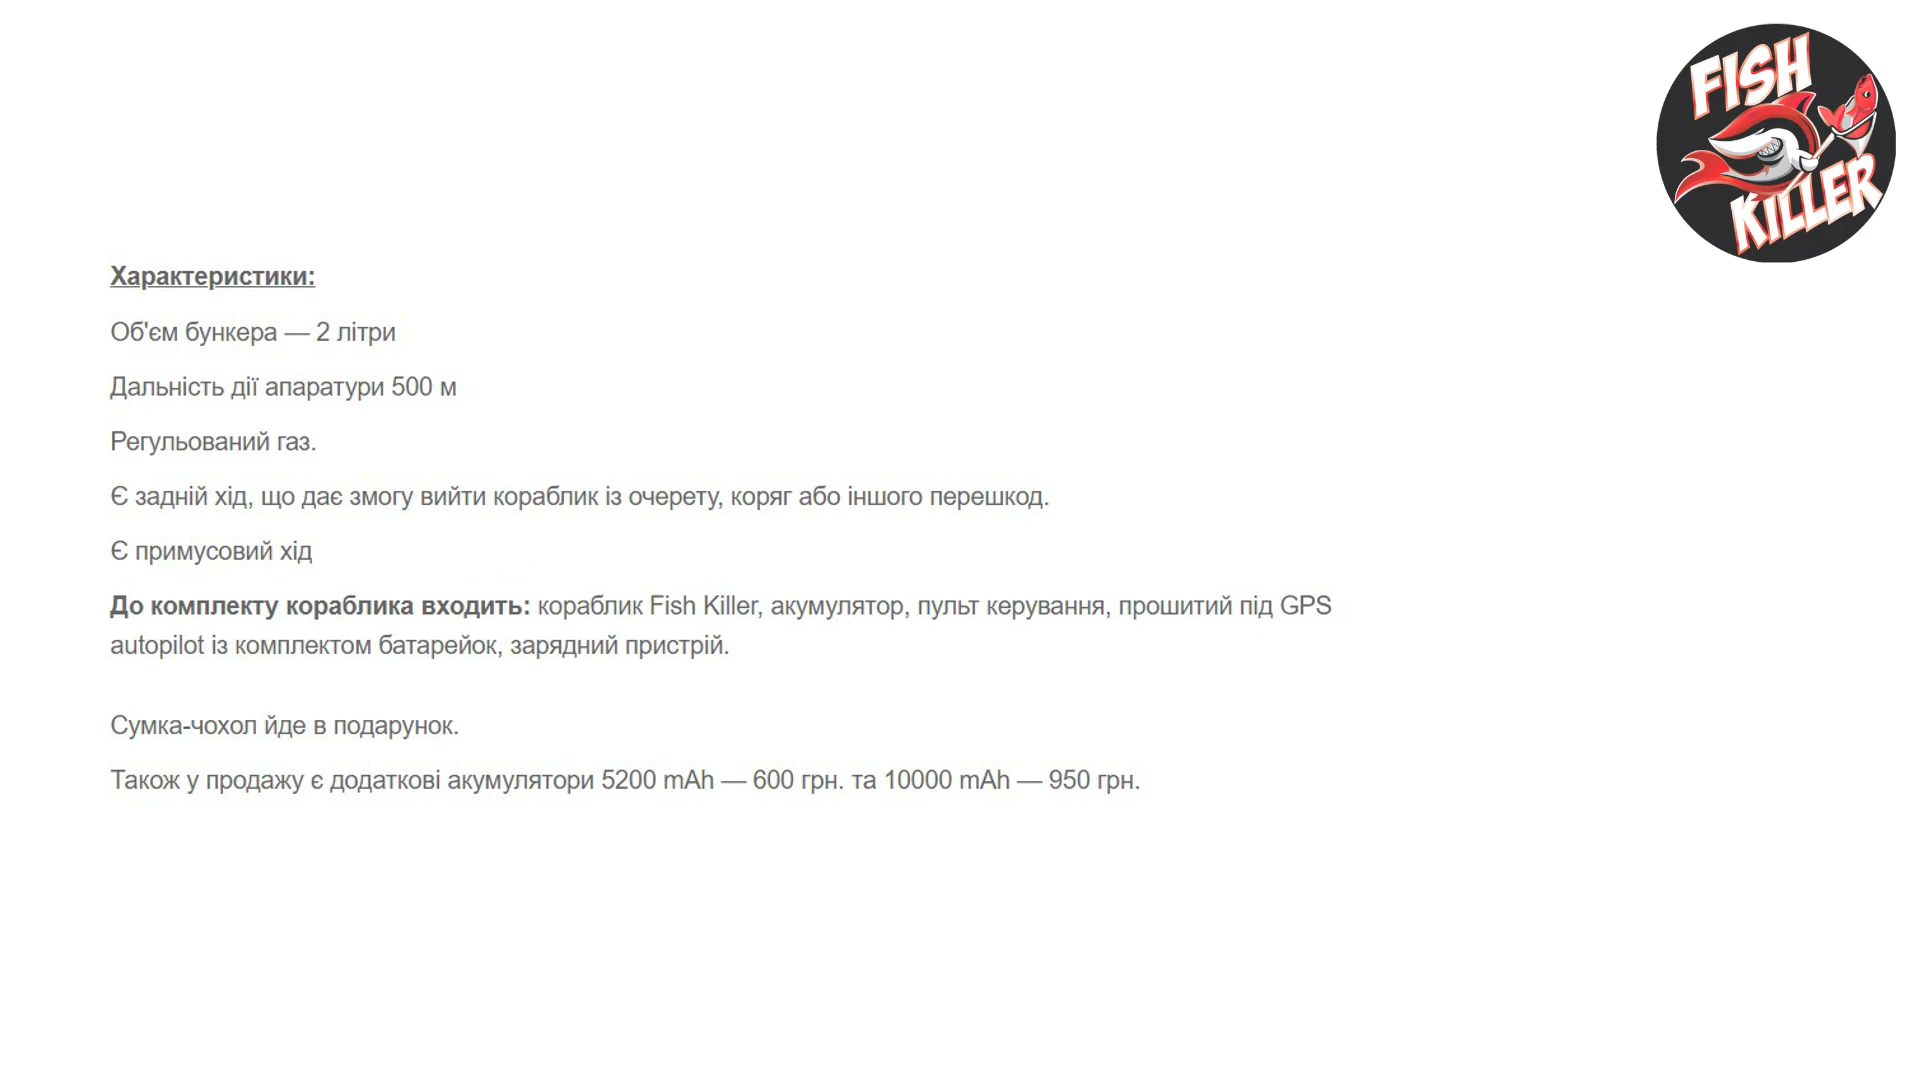 FISH
KILLER
Характеристики:
Об'єм бункера — 2 літри
Дальність дії апаратури 500 м
Регульований газ.
Є задній хід, що дає змогу вийти кораблик із очерету, коряг або іншого перешкод.
Є примусовий хід
До комплекту кораблика входить: кораблик Fish Killer, акумулятор, пульт керування, прошитий під GPS
autopilot із комплектом батарейок, зарядний пристрій.
Сумка-чохол йде в подарунок.
Також у продажу є додаткові акумулятори 5200 mAh — 600 грн. та 10000 mAh — 950 грн.